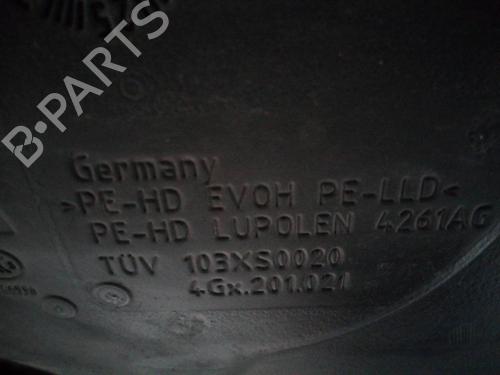 B-PARTS
Germany
>PE-HD EVOH PE-LLD<
PE-HD LUPOLEN 4261AG
TÜV 103XS0020
4Gx.201.021